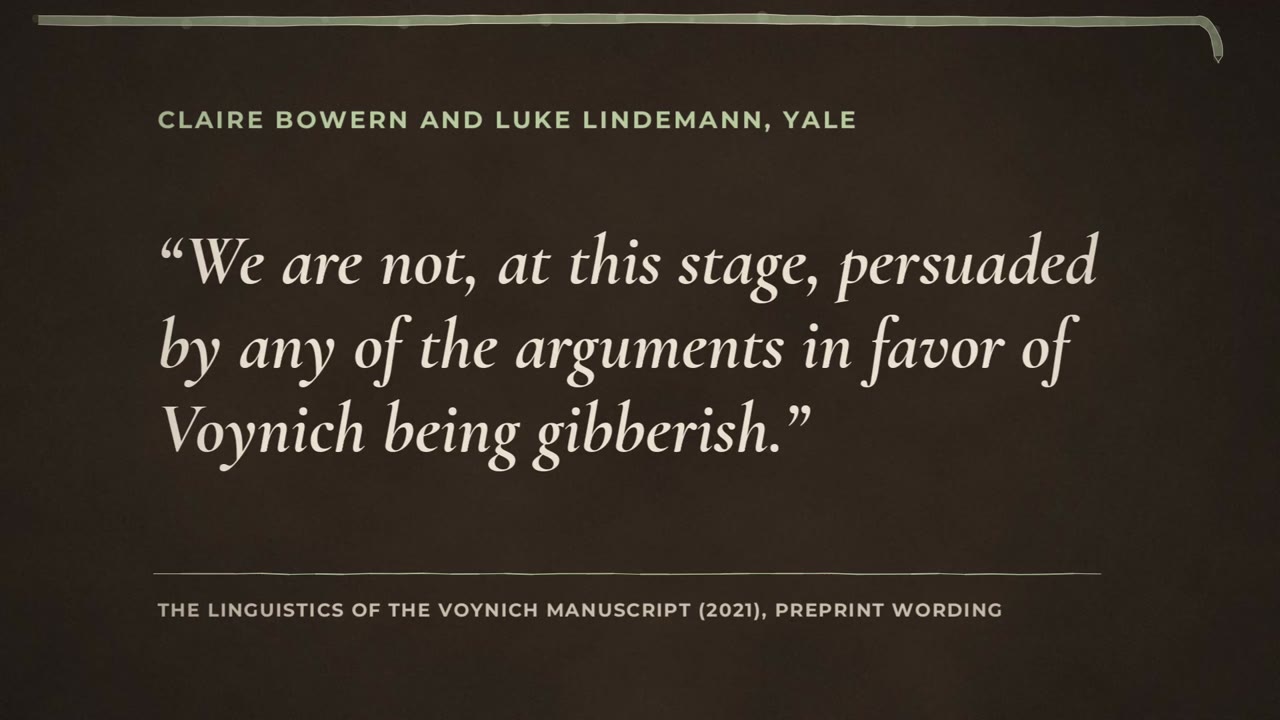 CLAIRE BOWERN AND LUKE LINDEMANN, YALE
“We are not, at this stage, persuaded
by any of the arguments in favor of
Voynich being gibberish.”
THE LINGUISTICS OF THE VOYNICH MANUSCRIPT (2021), PREPRINT WORDING